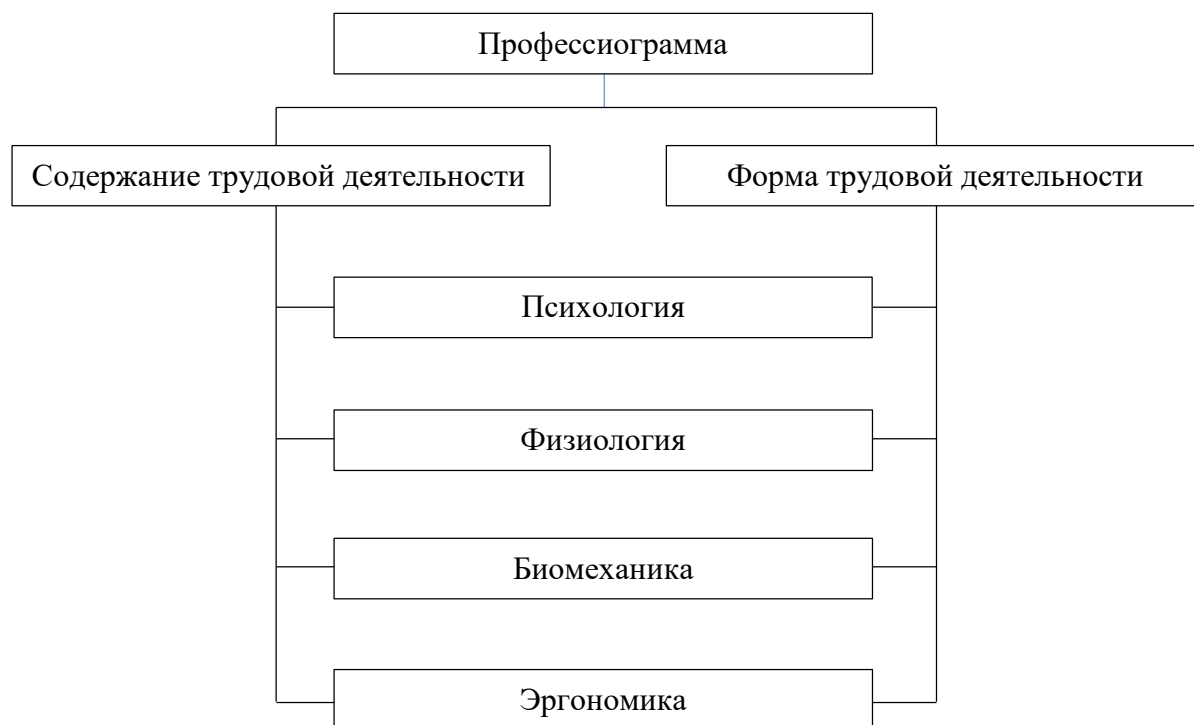 Профессиограмма
Содержание трудовой деятельности
Форма трудовой деятельности
Психология
Физиология
Биомеханика
Эргономика